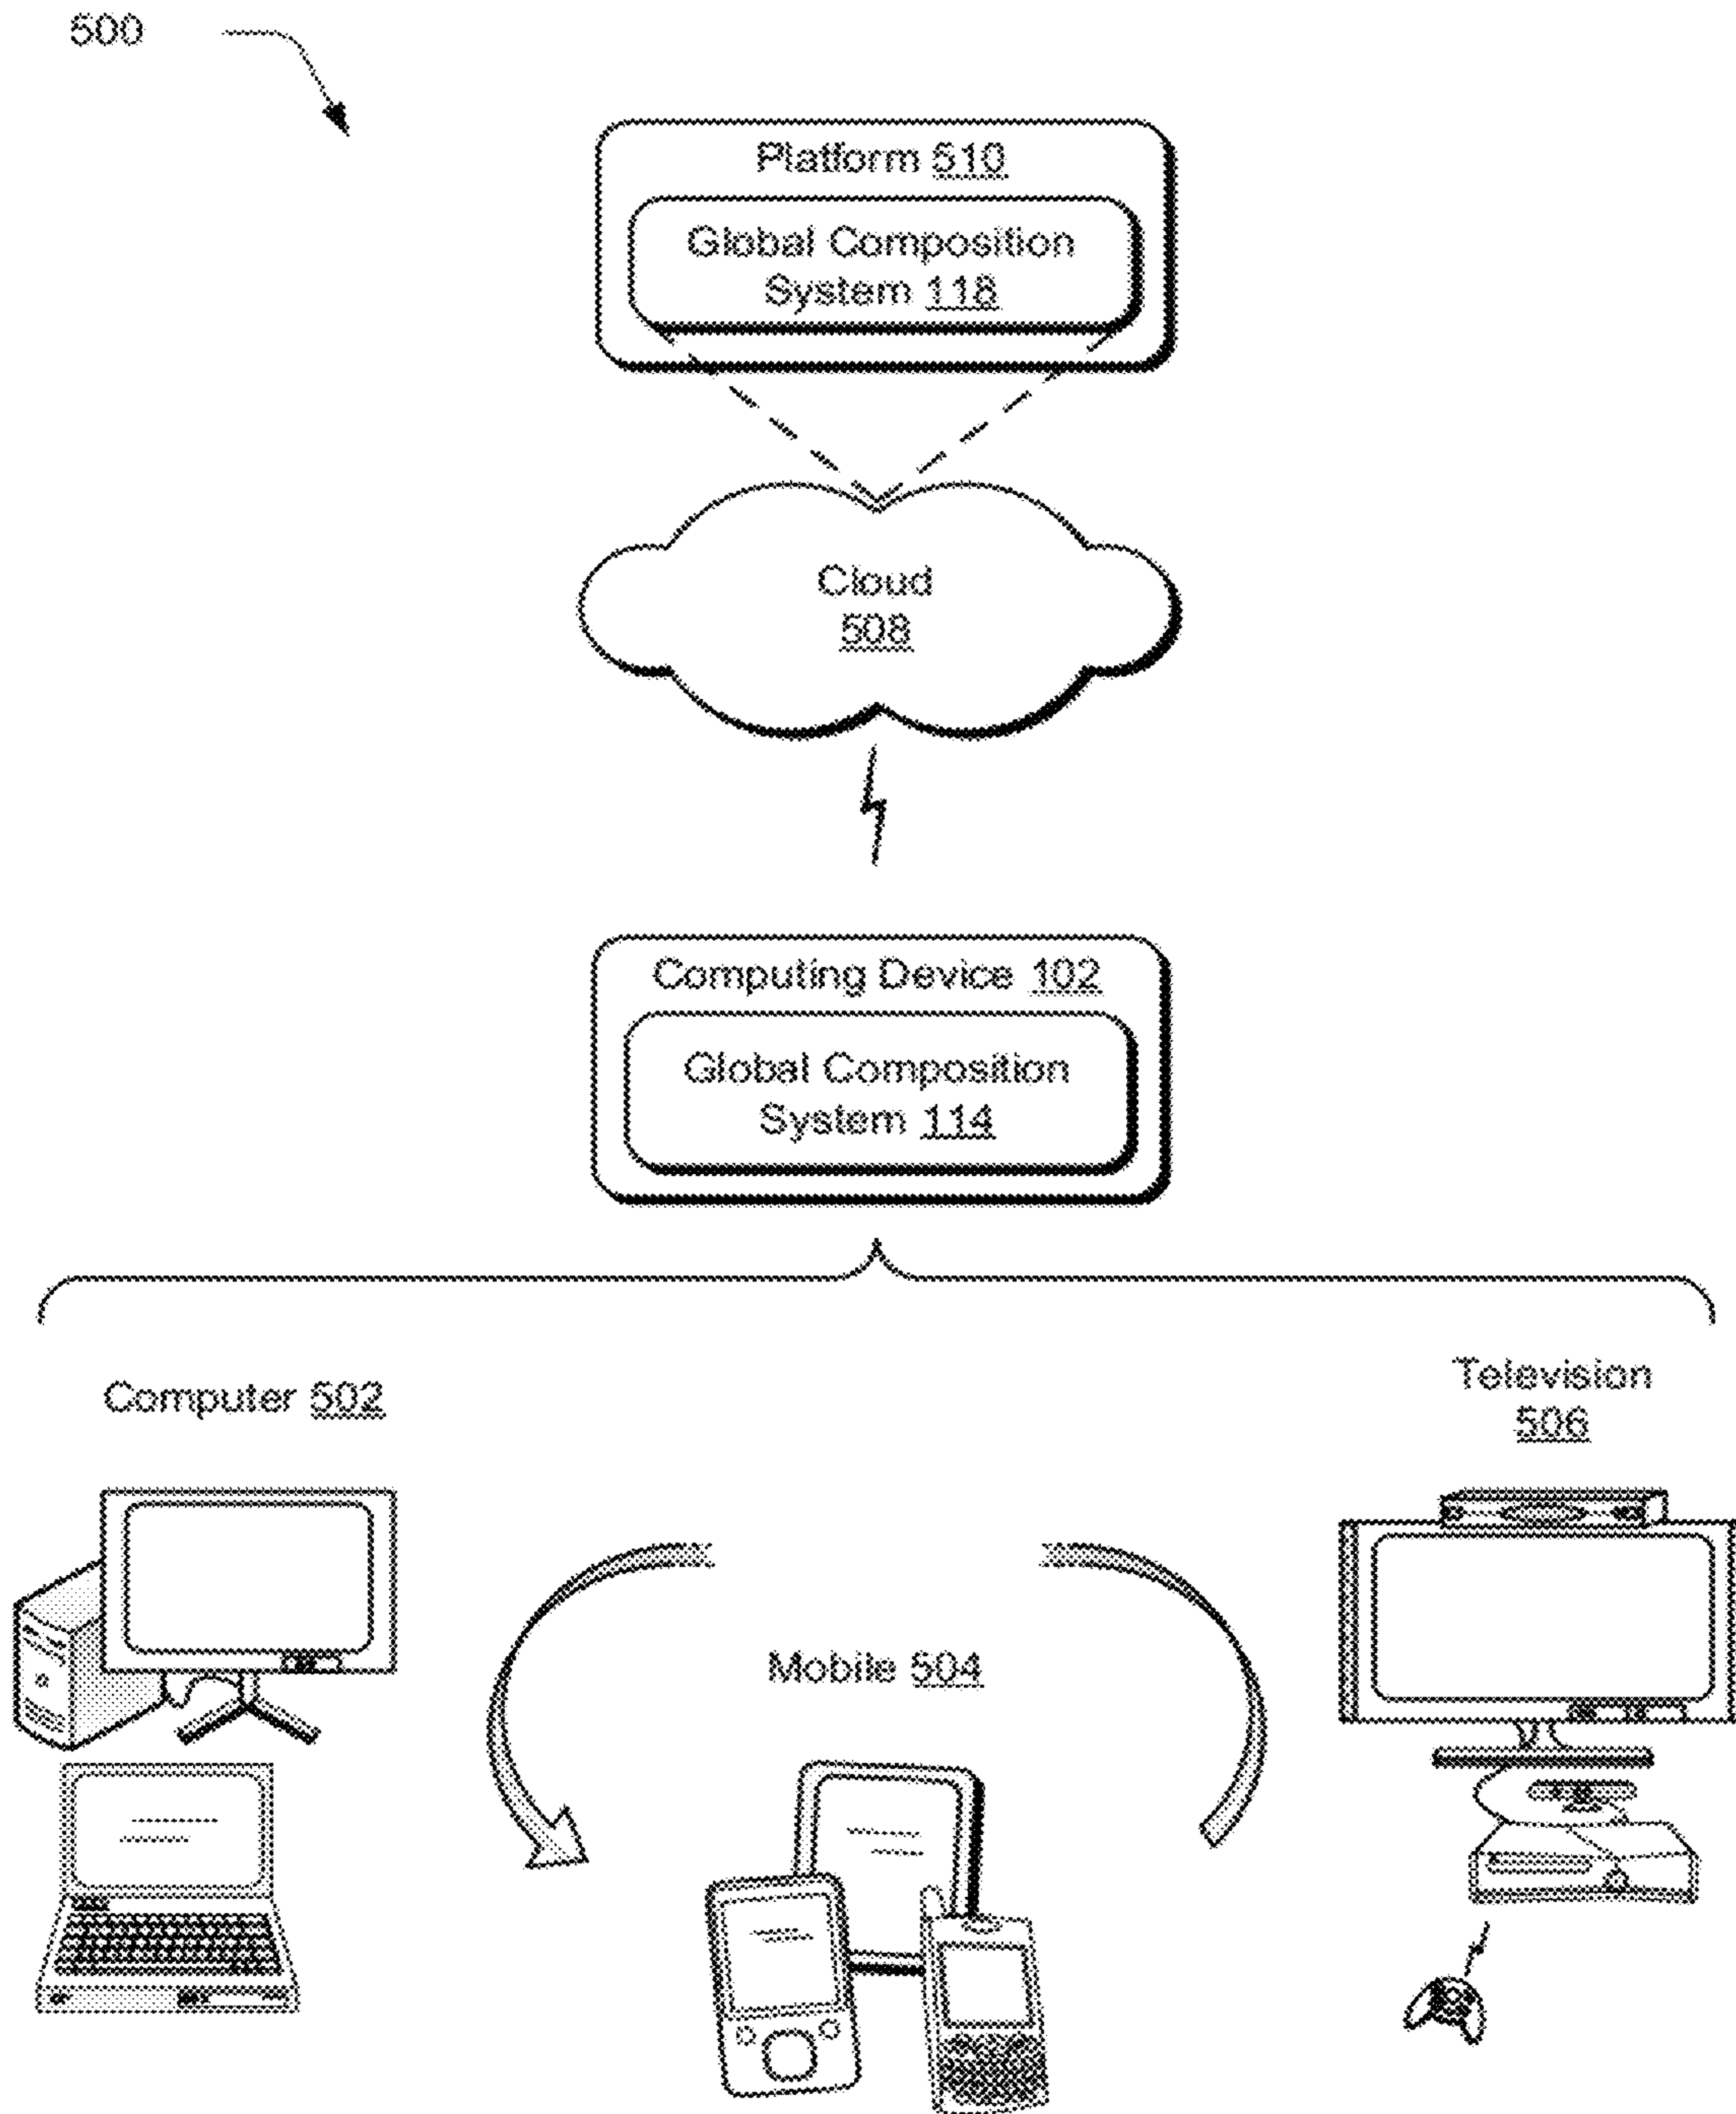 500
Platform 510
Global Composition
System 118
Cloud
508
Computing Device 102
Global Composition
System 114
Computer 502
Television
506
Mobile 504